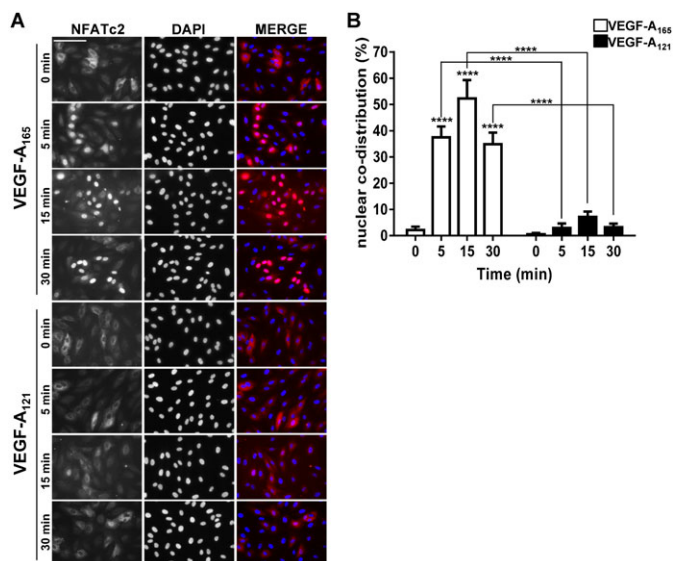 A
NFATc2 DAPI MERGE
VEGF-A165
0 min
5 min
15 min
30 min
VEGF-A121
0 min
5 min
15 min
30 min
B
VEGF-A165
VEGF-A121
nuclear co-distribution (%)
70
60
50
40
30
20
10
0
****
****
****
****
****
****
0 5 15 30 0 5 15 30
Time (min)